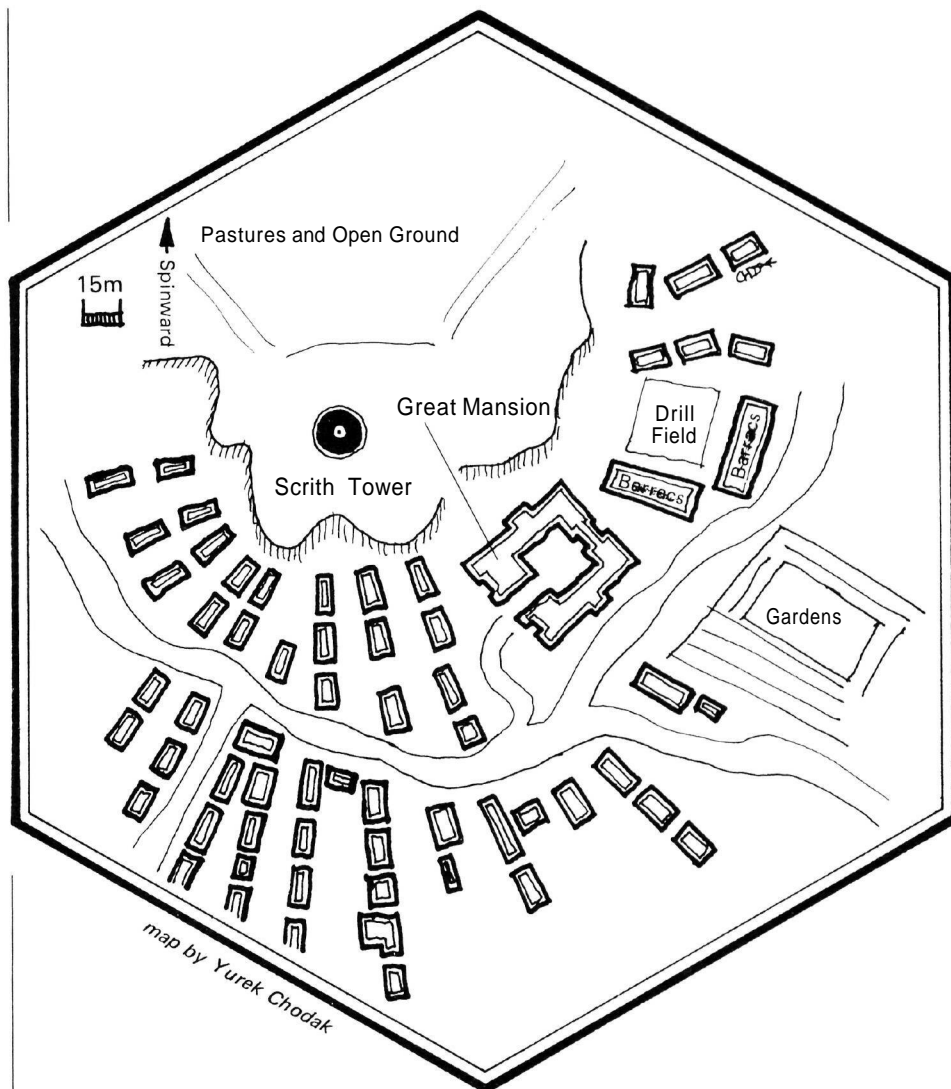 Pastures and Open Ground
15m
Spinward
Great Mansion
Drill
Field
Barracs
Barracs
Scrith Tower
Gardens
map by Yurek Chodak